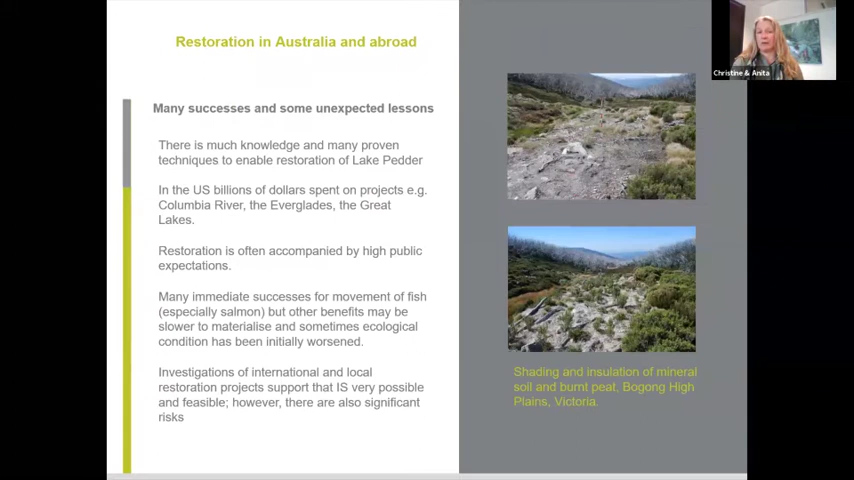 Restoration in Australia and abroad
Many successes and some unexpected lessons
There is much knowledge and many proven
techniques to enable restoration of Lake Pedder
In the US billions of dollars spent on projects e.g.
Columbia River, the Everglades, the Great
Lakes.
Restoration is often accompanied by high public
expectations.
Many immediate successes for movement of fish
(especially salmon) but other benefits may be
slower to materialise and sometimes ecological
condition has been initially worsened.
Investigations of international and local
restoration projects support that IS very possible
and feasible; however, there are also significant
risks
Shading and insulation of mineral
soil and burnt peat, Bogong High
Plains, Victoria.
Christine & Anita